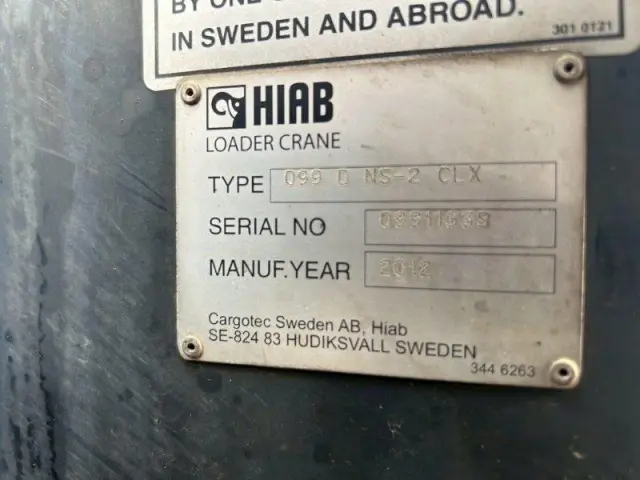 BY ONE
IN SWEDEN AND ABROAD.
301 0121
HIAB
LOADER CRANE
TYPE 099 D NS-2 CLX
SERIAL NO
MANUF.YEAR 2012
Cargotec Sweden AB, Hiab
SE-824 83 HUDIKSVALL SWEDEN
344 6263